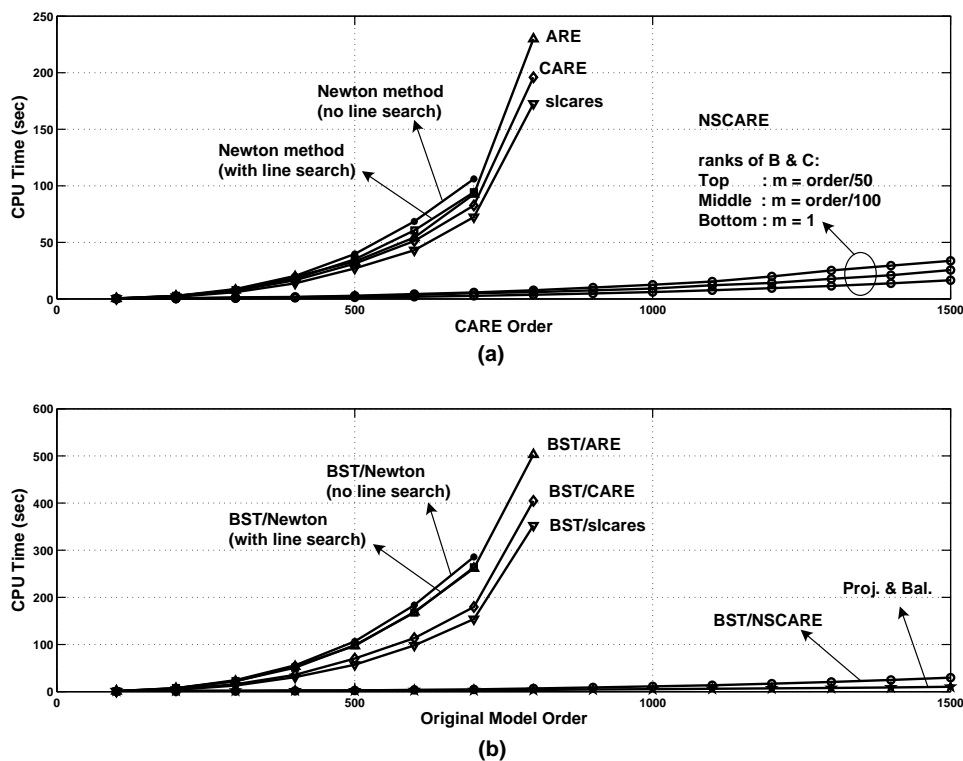 250
200
150
100
50
0
CPU Time (sec)
ARE
CARE
slcares
Newton method
(no line search)
Newton method
(with line search)
NSCARE
ranks of B & C:
Top : m = order/50
Middle : m = order/100
Bottom : m = 1
0 500 1000 1500
CARE Order
(a)
600
500
400
300
200
100
0
CPU Time (sec)
BST/ARE
BST/CARE
BST/slcares
BST/Newton
(no line search)
BST/Newton
(with line search)
Proj. & Bal.
BST/NSCARE
0 500 1000 1500
Original Model Order
(b)